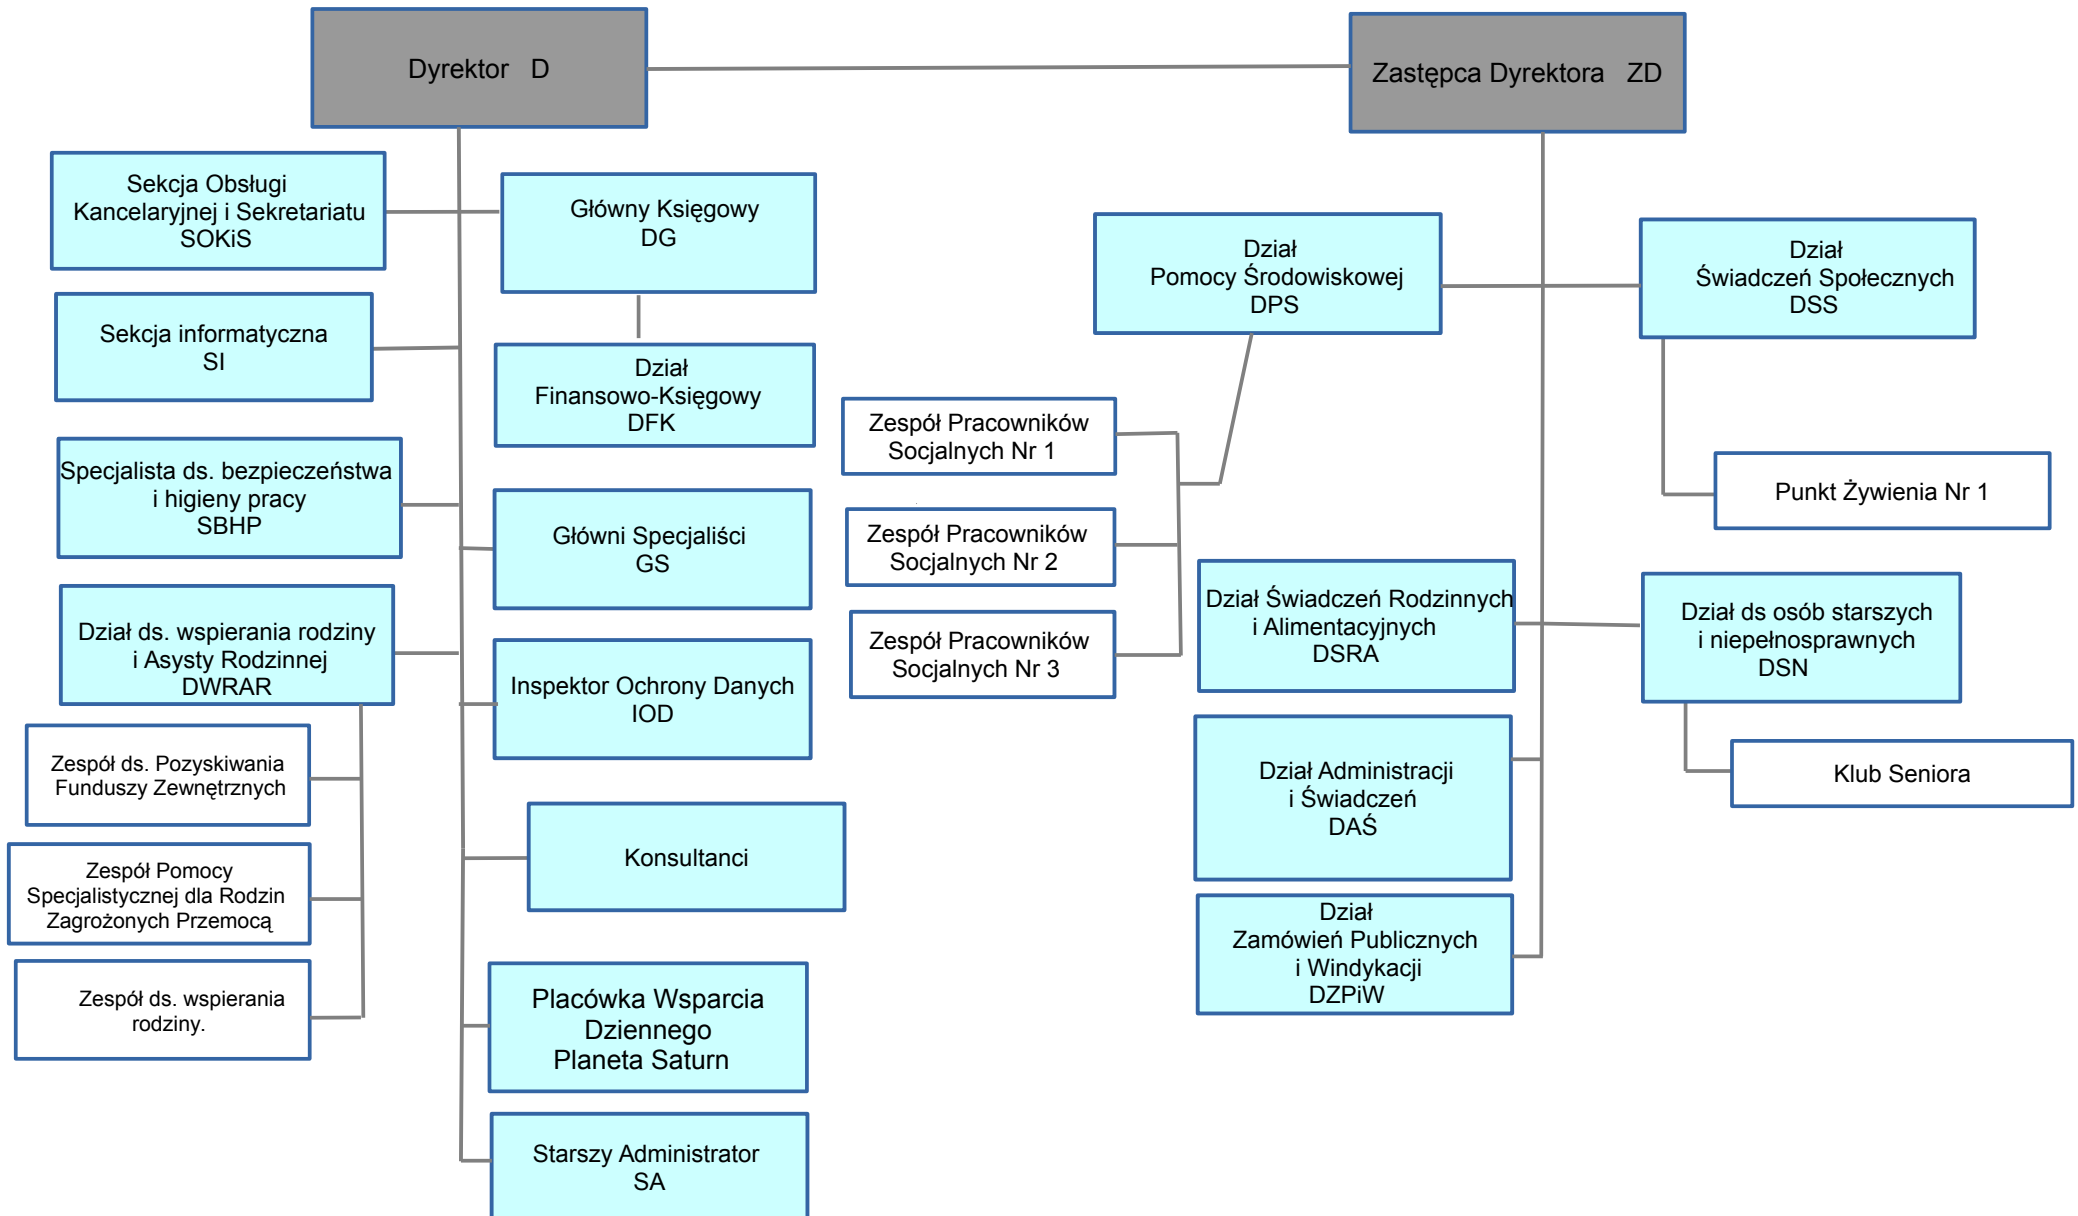 Dyrektor D
Zastępca Dyrektora ZD
Sekcja Obsługi
Kancelaryjnej i Sekretariatu
SOKiS
Główny Księgowy
DG
Sekcja informatyczna
SI
Dział
Finansowo-Księgowy
DFK
Specjalista ds. bezpieczeństwa
i higieny pracy
SBHP
Główni Specjaliści
GS
Dział ds. wspierania rodziny
i Asysty Rodzinnej
DWRAR
Inspektor Ochrony Danych
IOD
Zespół ds. Pozyskiwania
Funduszy Zewnętrznych
Zespół Pomocy
Specjalistycznej dla Rodzin
Zagrożonych Przemocą
Zespół ds. wspierania
rodziny.
Konsultanci
Placówka Wsparcia
Dziennego
Planeta Saturn
Starszy Administrator
SA
Dział
Pomocy Środowiskowej
DPS
Dział
Świadczeń Społecznych
DSS
Zespół Pracowników
Socjalnych Nr 1
Zespół Pracowników
Socjalnych Nr 2
Zespół Pracowników
Socjalnych Nr 3
Punkt Żywienia Nr 1
Dział Świadczeń Rodzinnych
i Alimentacyjnych
DSRA
Dział ds osób starszych
i niepełnosprawnych
DSN
Klub Seniora
Dział Administracji
i Świadczeń
DAŚ
Dział
Zamówień Publicznych
i Windykacji
DZPiW